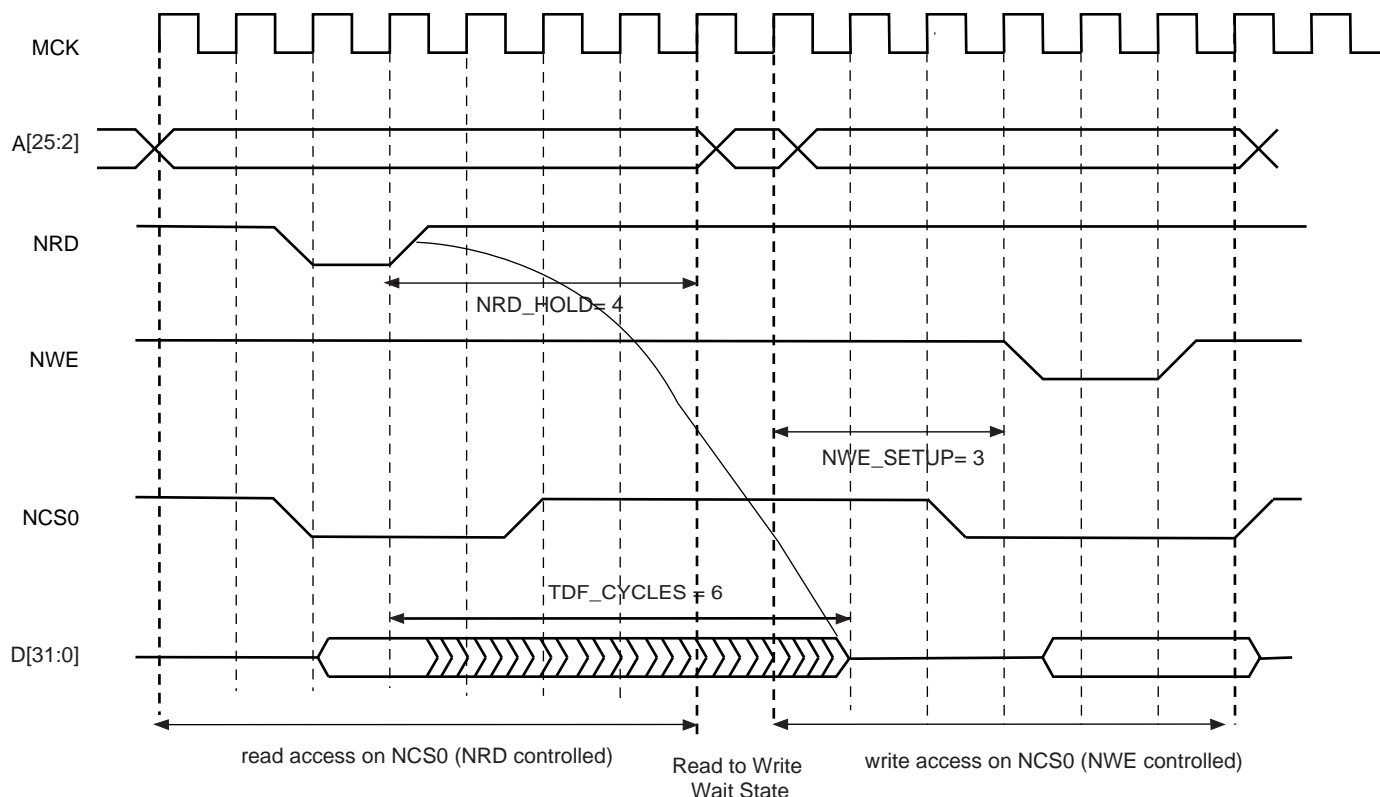 MCK
A[25:2]
NRD
NRD_HOLD= 4
NWE
NWE_SETUP= 3
NCS0
TDF_CYCLES = 6
D[31:0]
read access on NCS0 (NRD controlled)
Read to Write
Wait State
write access on NCS0 (NWE controlled)